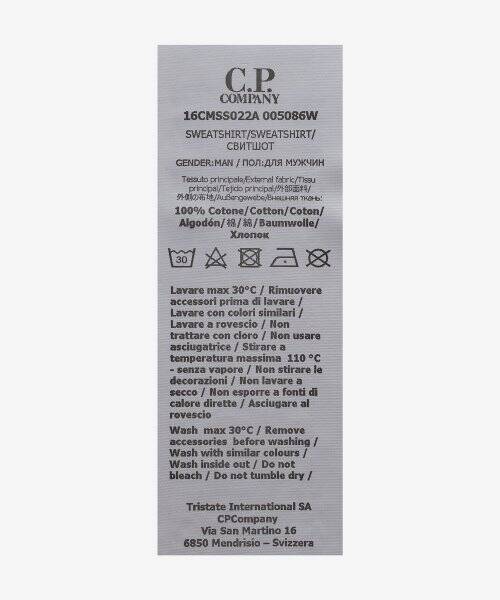 C.P.
COMPANY
16CMSS022A 005086W
SWEATSHIRT/SWEATSHIRT/
СВИТШОТ
GENDER:MAN / ПОЛ:ДЛЯ МУЖЧИН
Tessuto principale/External fabric/Tissu
principal/Tejido principal/外部面料/
外側の布地/Außengewebe/Внешняя ткань:
100% Cotone/Cotton/Coton/
Algodón/棉/綿/Baumwolle/
Хлопок
30
Lavare max 30°C / Rimuovere
accessori prima di lavare /
Lavare con colori similari /
Lavare a rovescio / Non
trattare con cloro / Non usare
asciugatrice / Stirare a
temperatura massima 110 °C
- senza vapore / Non stirare le
decorazioni / Non lavare a
secco / Non esporre a fonti di
calore dirette / Asciugare al
rovescio
Wash max 30°C / Remove
accessories before washing /
Wash with similar colours /
Wash inside out / Do not
bleach / Do not tumble dry /
Tristate International SA
CPCompany
Via San Martino 16
6850 Mendrisio – Svizzera